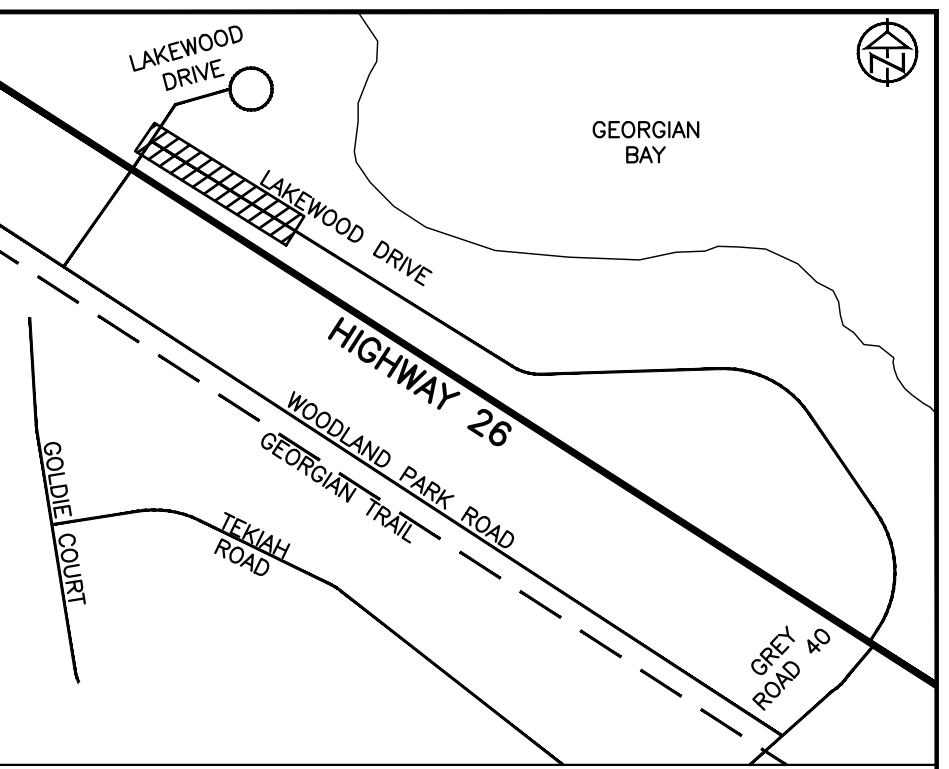 LAKEWOOD
DRIVE
GEORGIAN
BAY
LAKEWOOD DRIVE
HIGHWAY 26
WOODLAND PARK ROAD
GEORGIAN TRAIL
GOLDIE COURT
TEKIAH
ROAD
GREY
ROAD 40
N